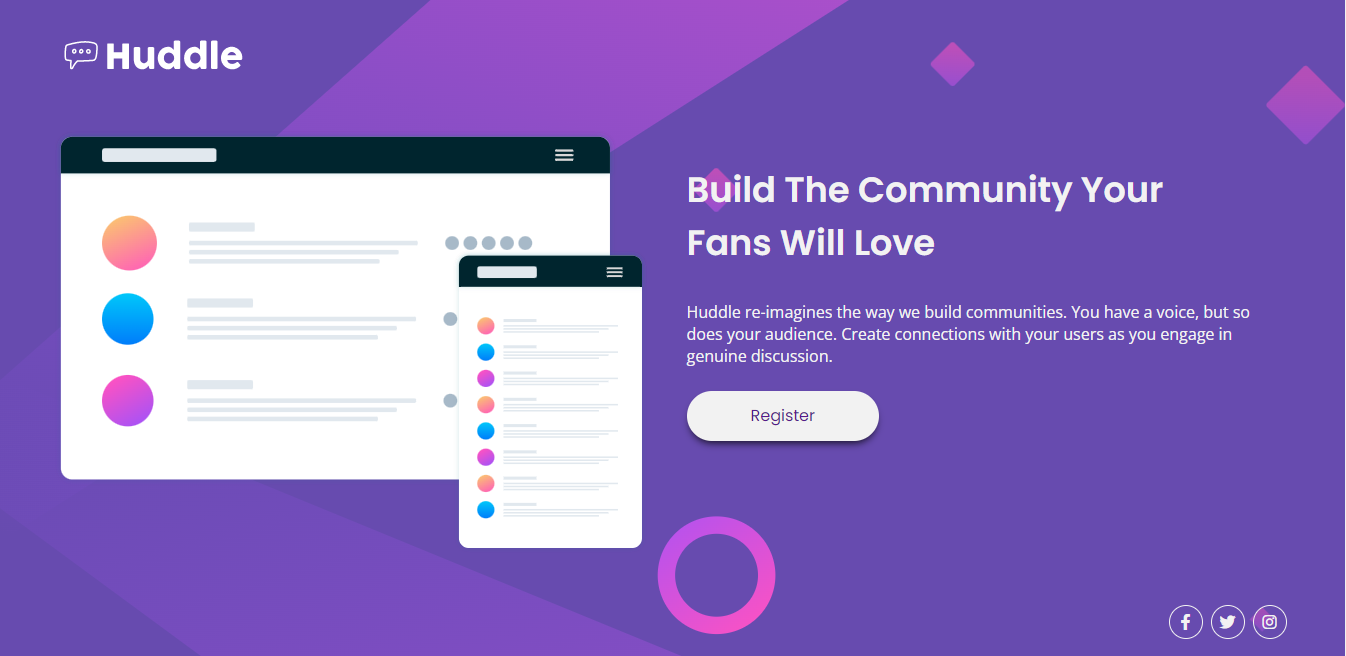 Huddle
Build The Community Your
Fans Will Love
Huddle re-imagines the way we build communities. You have a voice, but so
does your audience. Create connections with your users as you engage in
genuine discussion.
Register